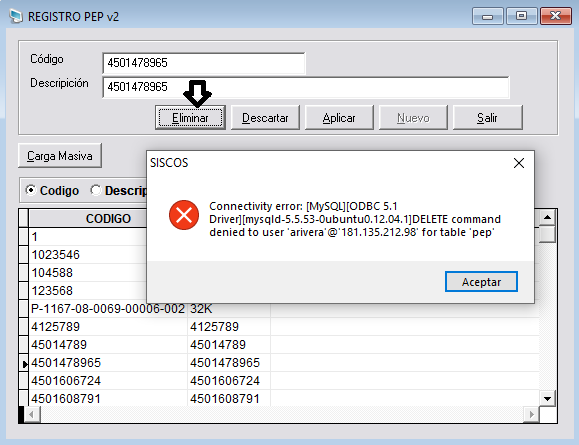 REGISTRO PEP v2
Código
4501478965
Descripición
4501478965
Eliminar Descartar Aplicar Nuevo Salir
Carga Masiva
SISCOS
Connectivity error: [MySQL][ODBC 5.1
Driver][mysqld-5.5.53-0ubuntu0.12.04.1]DELETE command
denied to user 'arivera'@'181.135.212.98' for table 'pep'
Aceptar
Codigo Descrip
CODIGO
1
1023546
104588
123568
P-1167-08-0069-00006-002 32K
4125789 4125789
45014789 45014789
4501478965 4501478965
4501606724 4501606724
4501608791 4501608791